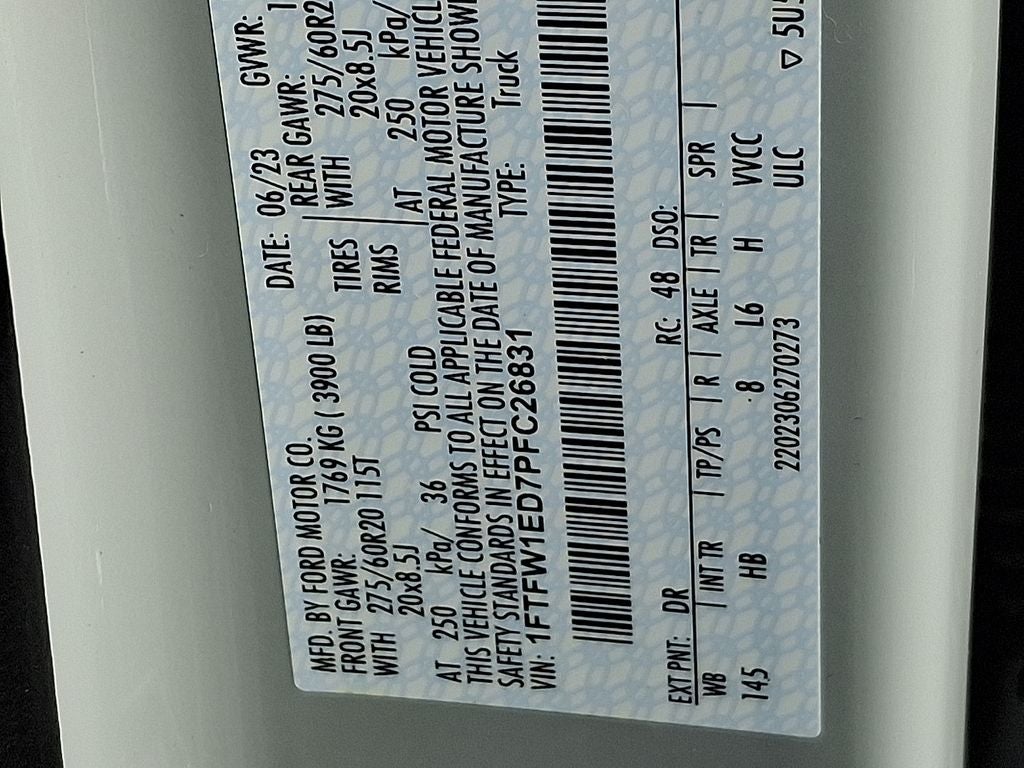 MFD. BY FORD MOTOR CO. DATE: 06/23 GVWR:
FRONT GAWR: 1769 KG ( 3900 LB) REAR GAWR:
WITH 275/60R20 115T TIRES WITH 275/60R2
20x8.5J RIMS 20x8.5J
AT 250 kPa/ 36 PSI COLD AT 250 kPa/
THIS VEHICLE CONFORMS TO ALL APPLICABLE FEDERAL MOTOR VEHICL
SAFETY STANDARDS IN EFFECT ON THE DATE OF MANUFACTURE SHOW
VIN: 1FTFW1ED7PFC26831 TYPE: Truck
EXT PNT: DR RC: 48 DSO:
WB | INT TR | TP/PS | R | AXLE | TR | SPR |
145 HB 8 L6 H VVCC
2202306270273 ULC ▽ 5U5